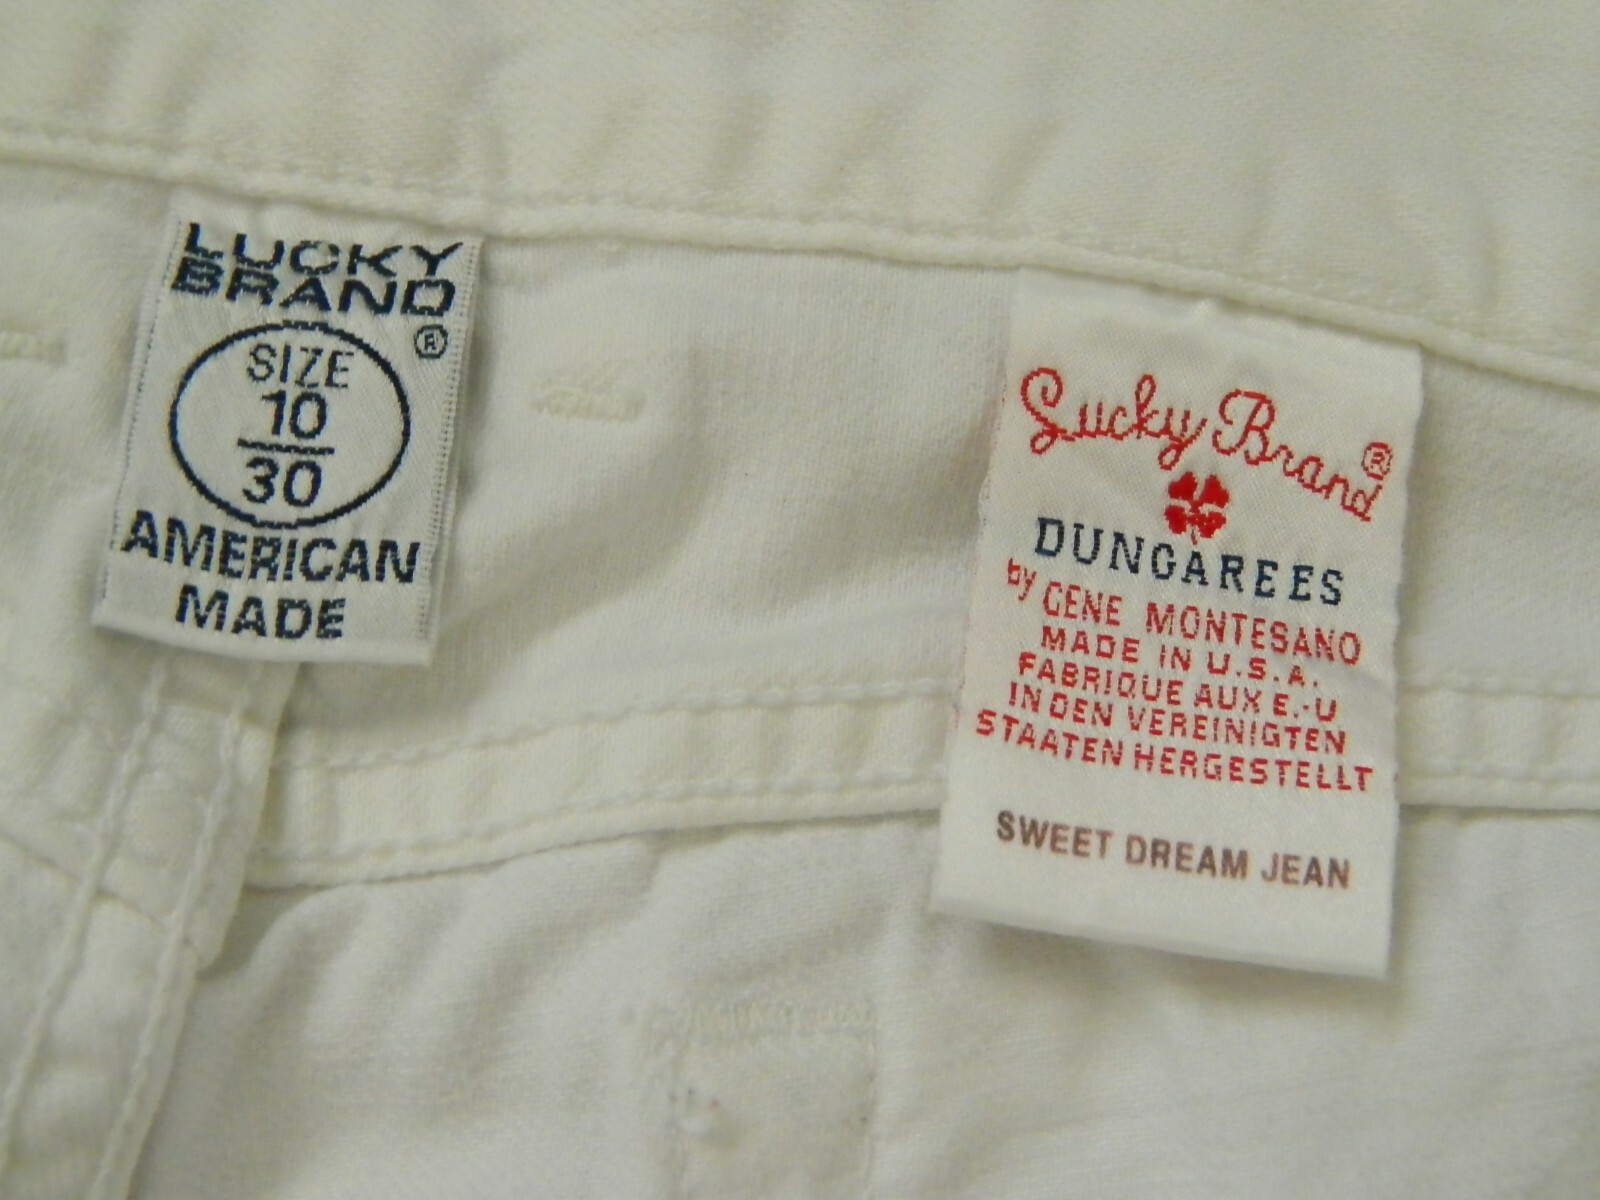 LUCKY
BRAND
®
SIZE
10
30
AMERICAN
MADE
Lucky Brand®
DUNGAREES
by GENE MONTESANO
MADE IN U.S.A.
FABRIQUE AUX E.-U
IN DEN VEREINIGTEN
STAATEN HERGESTELLT
SWEET DREAM JEAN